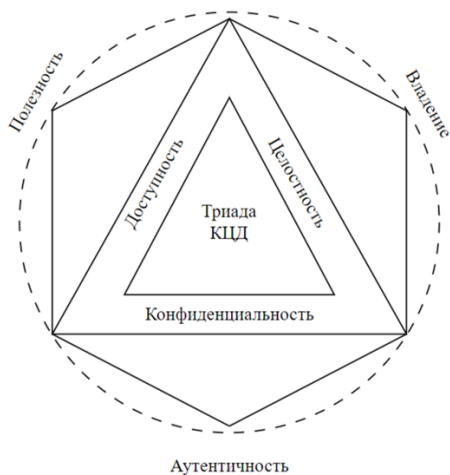 Полезность
Владение
Доступность
Целостность
Триада
КЦД
Конфиденциальность
Аутентичность